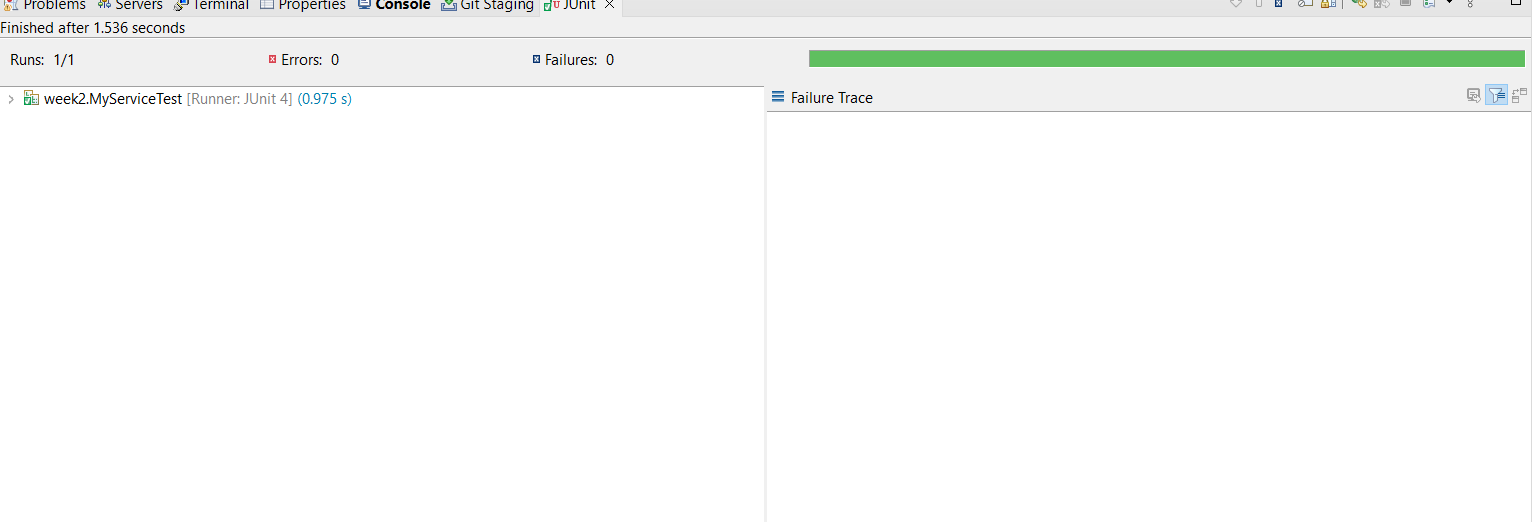 Problems Servers Terminal Properties Console Git Staging JUnit
Finished after 1.536 seconds
Runs: 1/1 Errors: 0 Failures: 0
week2.MyServiceTest [Runner: JUnit 4] (0.975 s)
Failure Trace